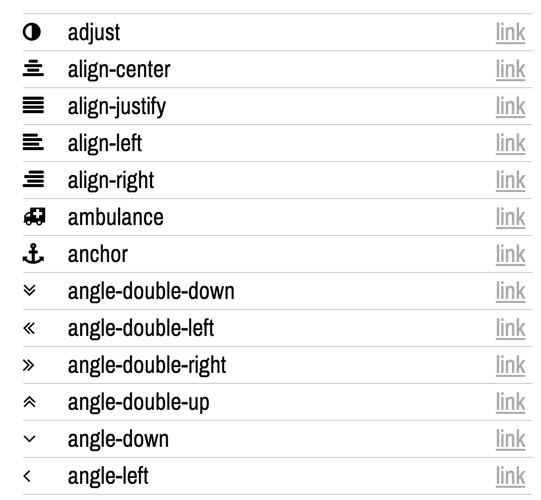 adjust link
align-center link
align-justify link
align-left link
align-right link
ambulance link
anchor link
angle-double-down link
angle-double-left link
angle-double-right link
angle-double-up link
angle-down link
angle-left link